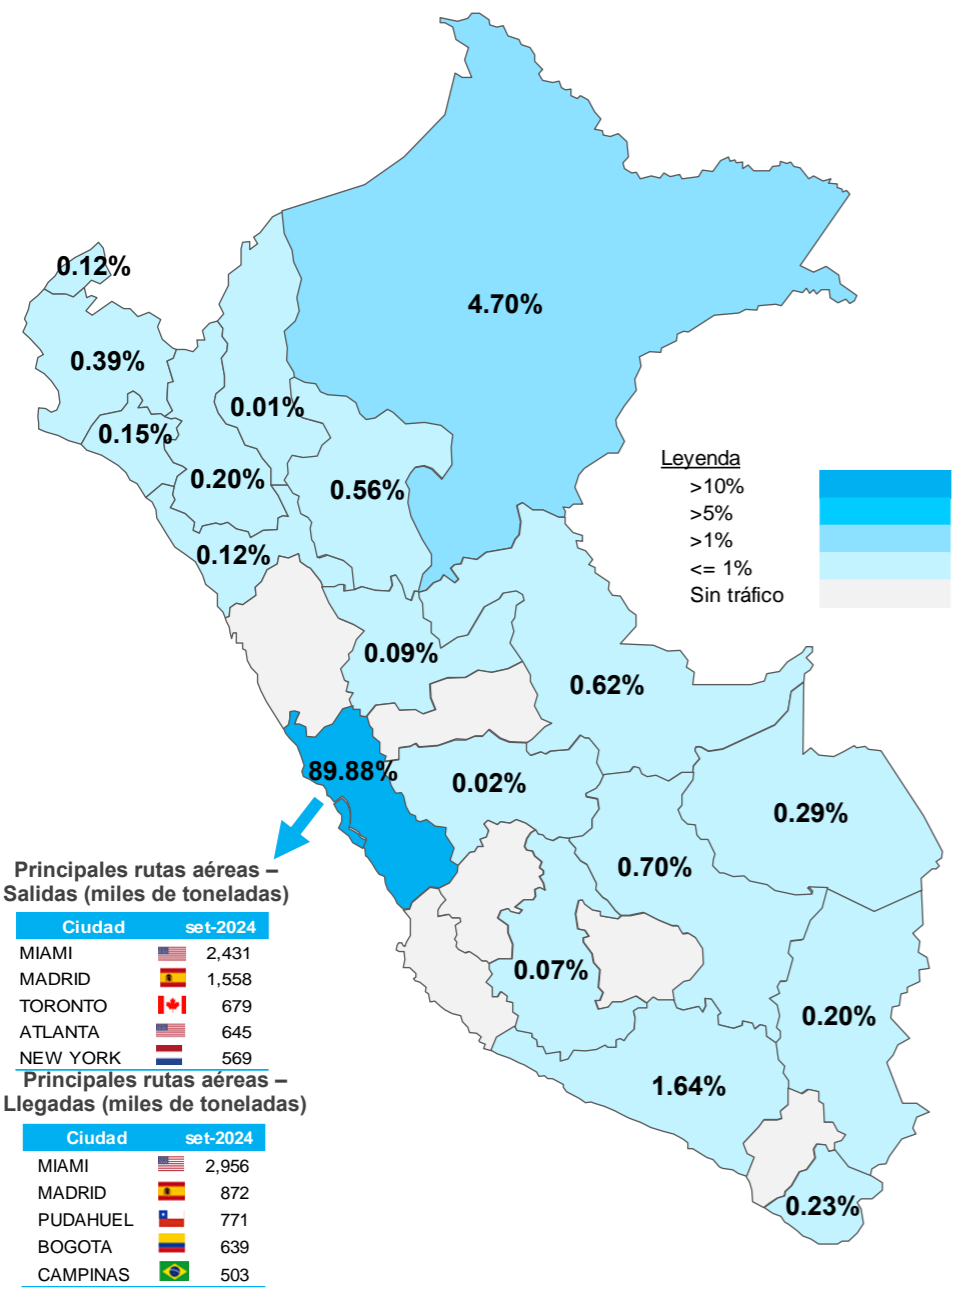 0.12%
4.70%
0.39%
0.01%
0.15%
0.20%
0.56%
0.12%
Leyenda
>10%
>5%
>1%
<= 1%
Sin tráfico
0.09%
0.62%
89.88%
0.02%
0.29%
0.70%
0.07%
0.20%
1.64%
0.23%
Principales rutas aéreas –
Salidas (miles de toneladas)
Ciudad set-2024
MIAMI 2,431
MADRID 1,558
TORONTO 679
ATLANTA 645
NEW YORK 569
Principales rutas aéreas –
Llegadas (miles de toneladas)
Ciudad set-2024
MIAMI 2,956
MADRID 872
PUDAHUEL 771
BOGOTA 639
CAMPINAS 503